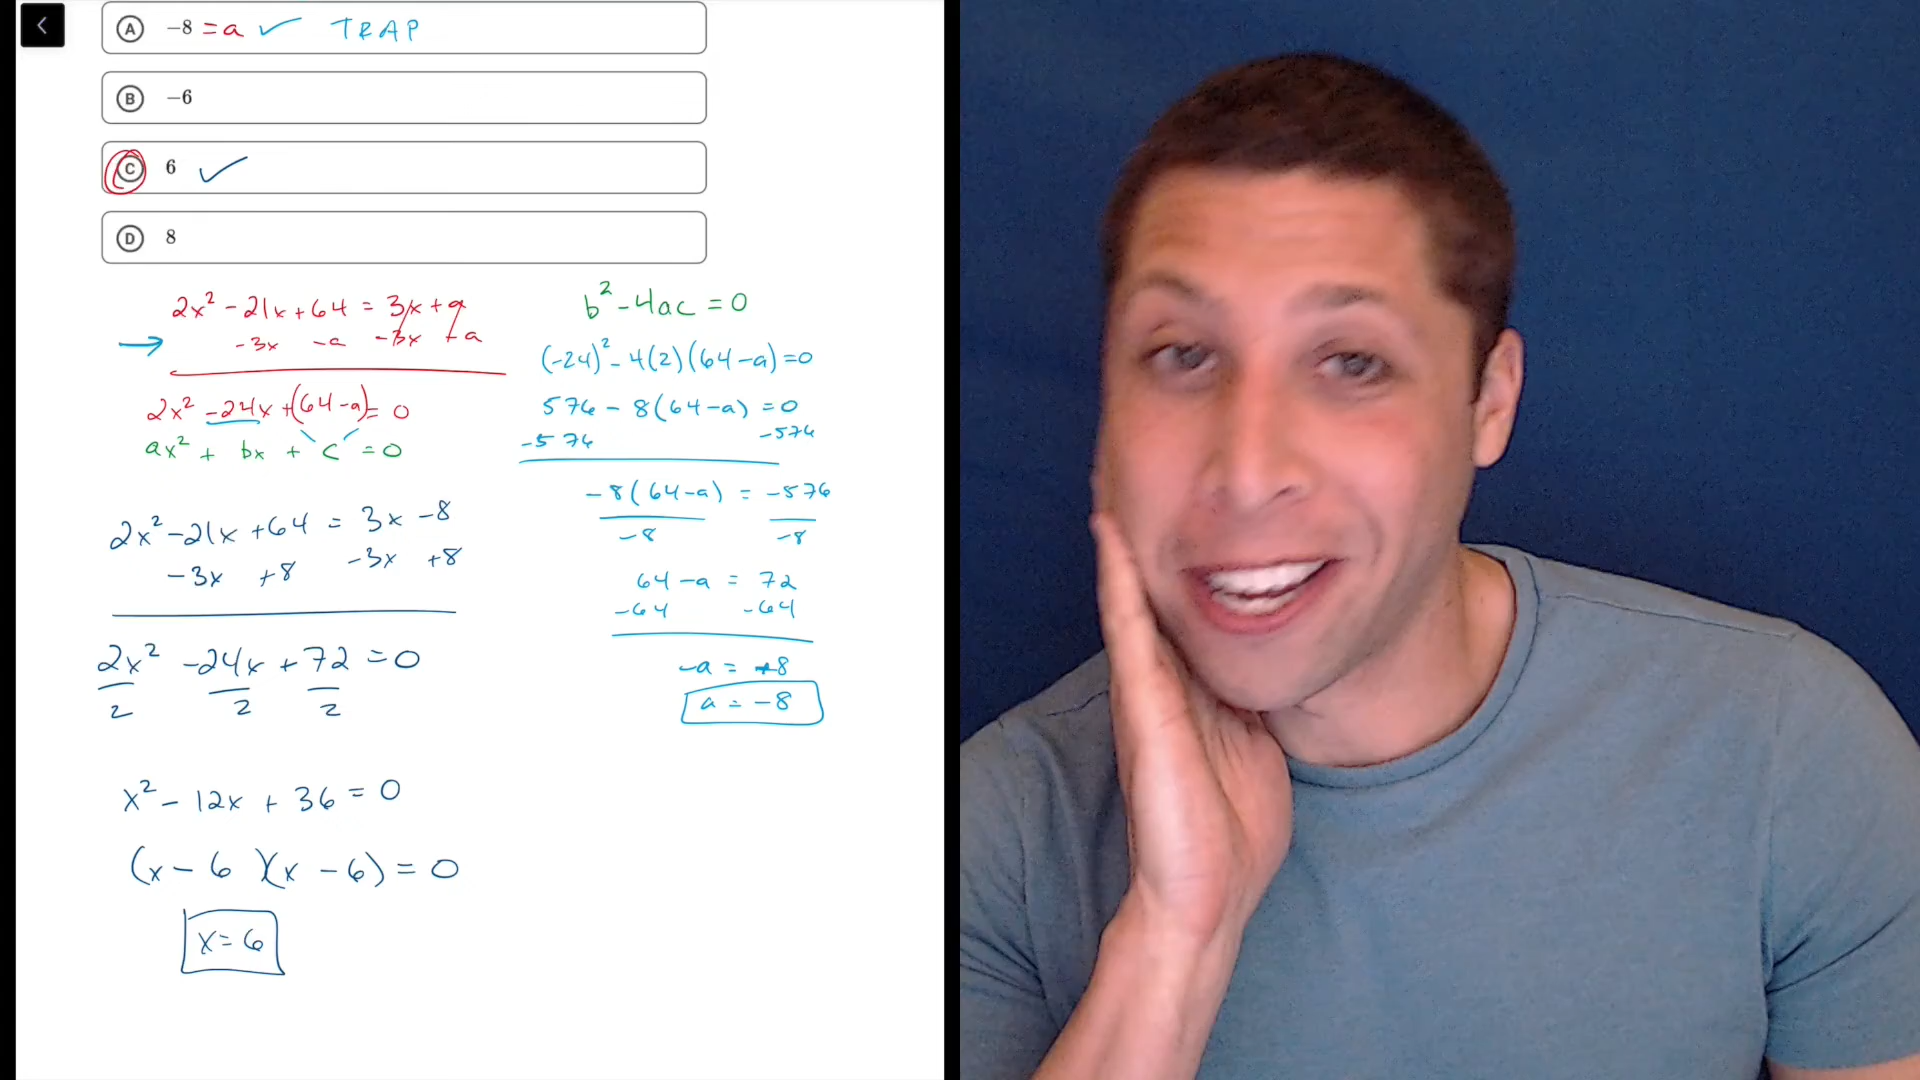 A −8 = a ✓ TRAP
B −6
C 6 ✓
D 8
2x² - 21x + 64 = 3x + a
→ -3x -a -3x -a
2x² - 24x + (64 - a) = 0
ax² + bx + c = 0
2x² - 21x + 64 = 3x - 8
-3x +8 -3x +8
2x² - 24x + 72 = 0
2 2 2
x² - 12x + 36 = 0
(x - 6)(x - 6) = 0
x = 6
b² - 4ac = 0
(-24)² - 4(2)(64 - a) = 0
576 - 8(64 - a) = 0
-576 -576
-8(64 - a) = -576
-8 -8
64 - a = 72
-64 -64
-a = 8
a = -8